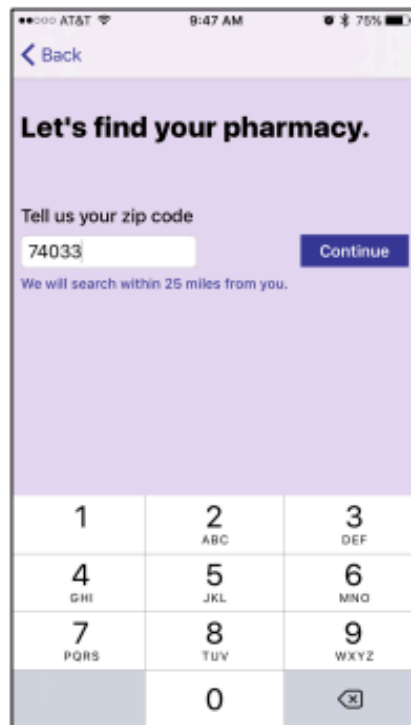 AT&T 9:47 AM 75%
Back
Let's find your pharmacy.
Tell us your zip code
74033 Continue
We will search within 25 miles from you.
1 2 3
ABC DEF
4 5 6
GHI JKL MNO
7 8 9
PQRS TUV WXYZ
0